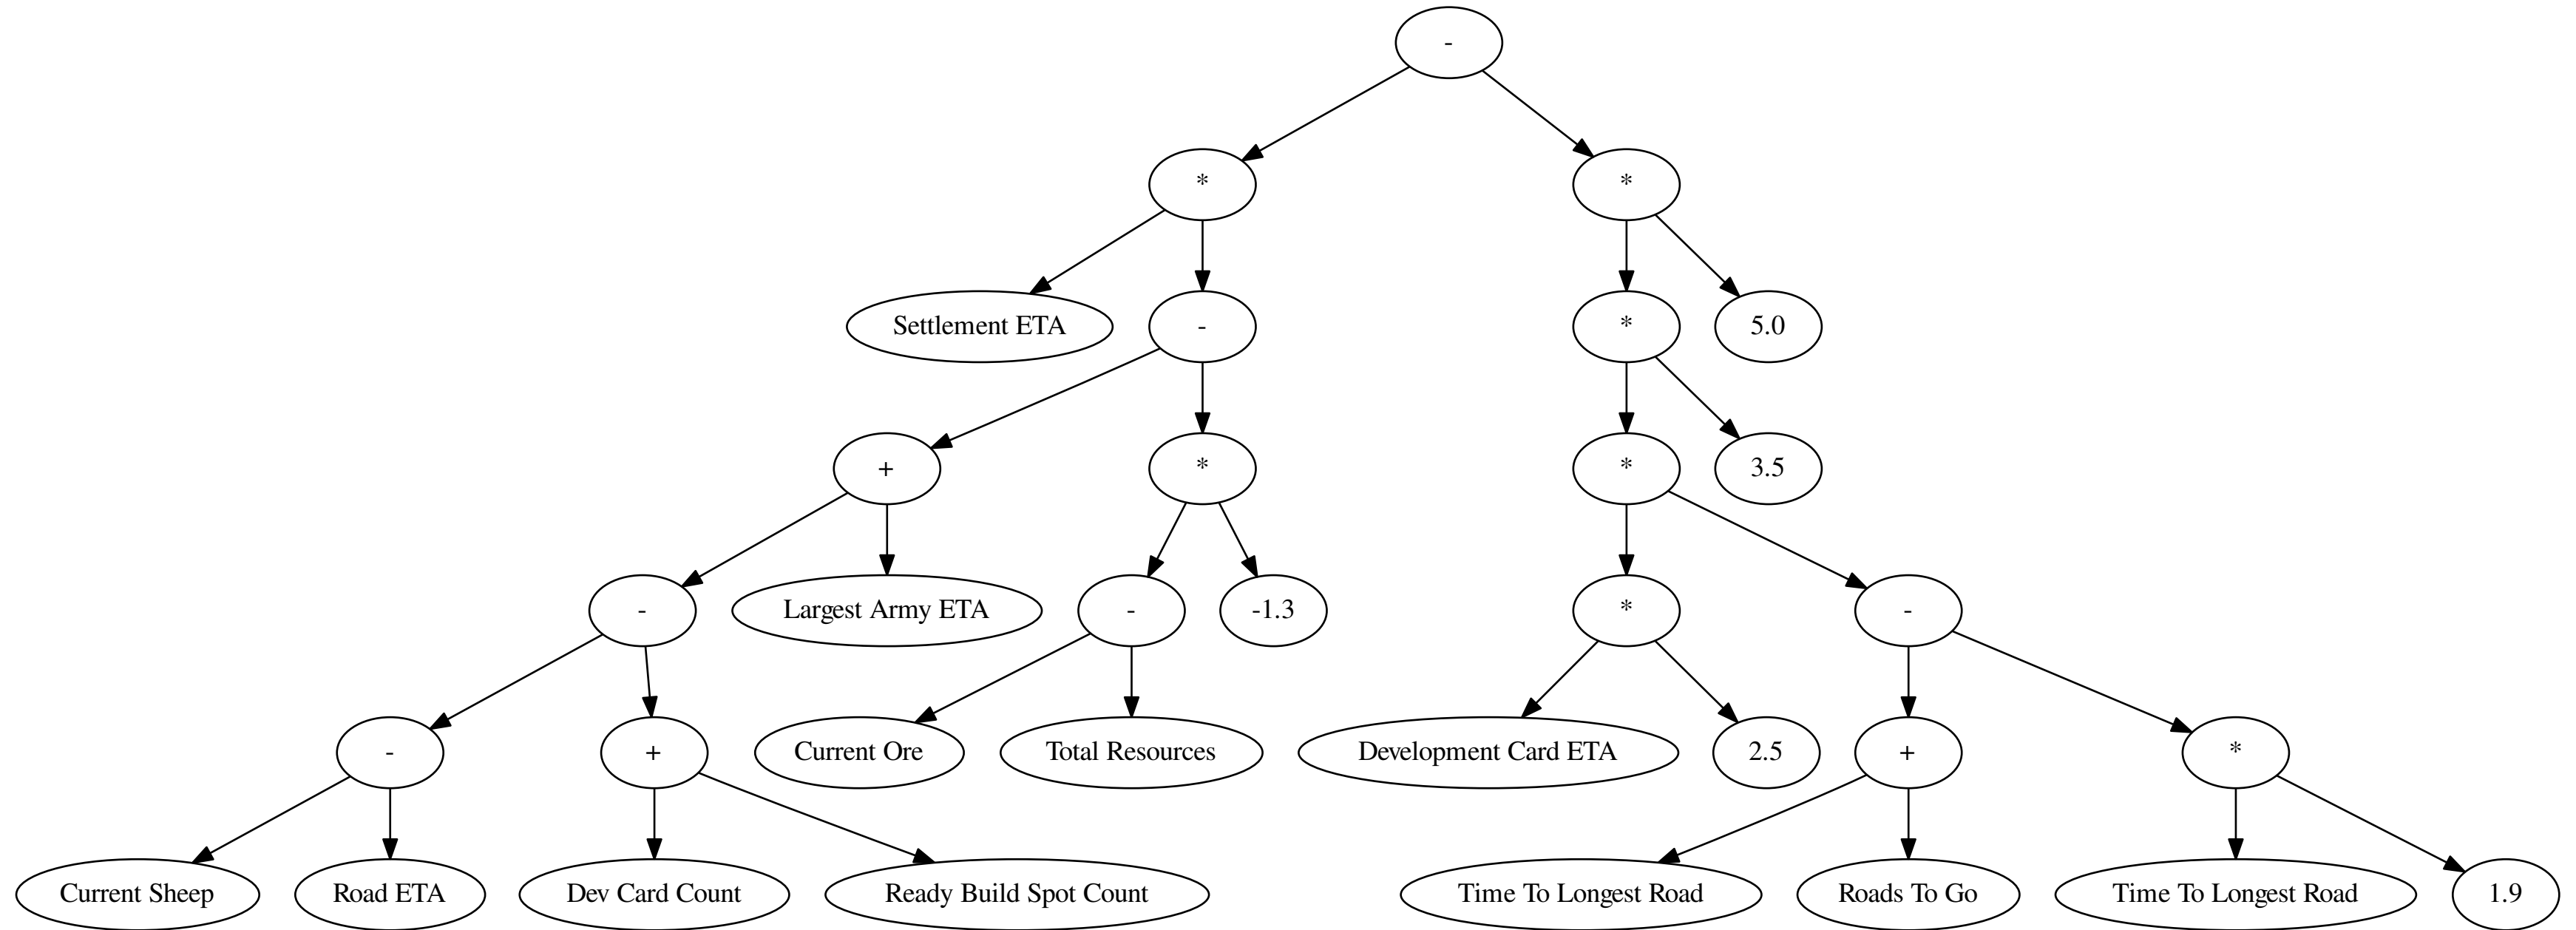 -
*
*
Settlement ETA
-
*
5.0
+
*
*
3.5
-
Largest Army ETA
-
-1.3
*
-
-
+
Current Ore
Total Resources
Development Card ETA
2.5
+
*
Current Sheep
Road ETA
Dev Card Count
Ready Build Spot Count
Time To Longest Road
Roads To Go
Time To Longest Road
1.9